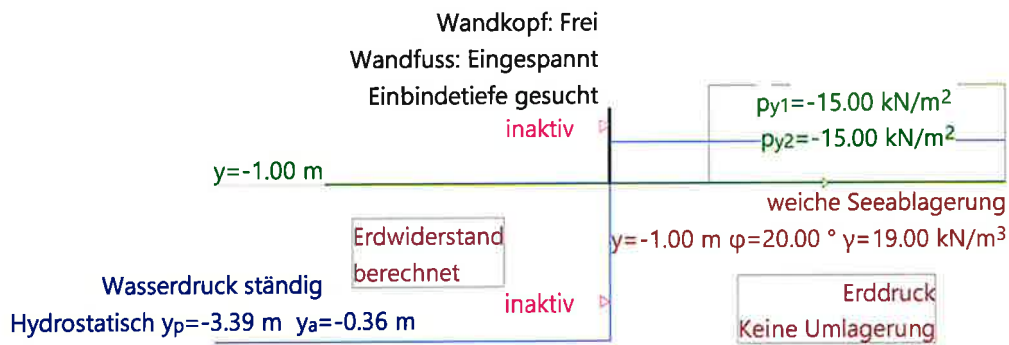 Wandkopf: Frei
Wandfuss: Eingespannt
Einbindetiefe gesucht
inaktiv
py1=-15.00 kN/m²
py2=-15.00 kN/m²
y=-1.00 m
weiche Seeablagerung
y=-1.00 m φ=20.00 ° γ=19.00 kN/m³
Erdwiderstand
berechnet
Wasserdruck ständig
Hydrostatisch yp=-3.39 m ya=-0.36 m
inaktiv
Erddruck
Keine Umlagerung